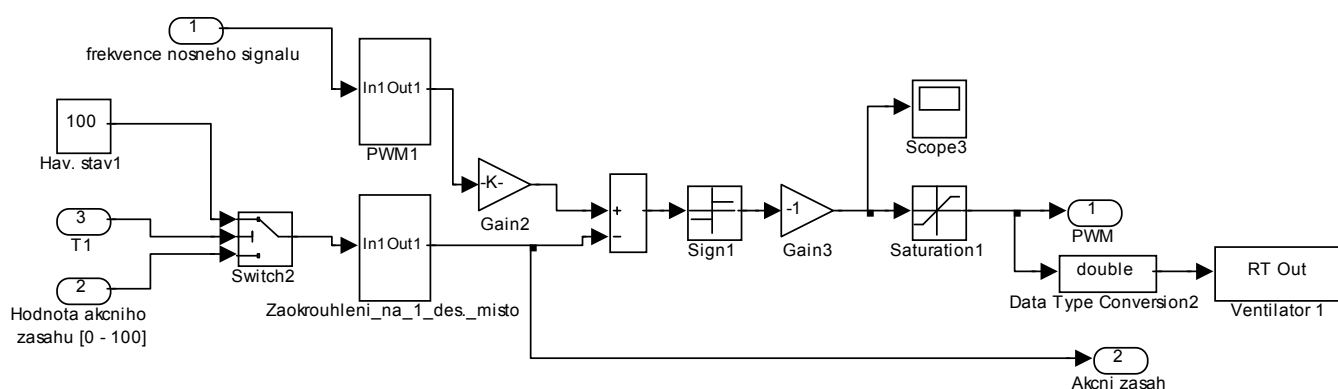 1
frekvence nosneho signalu
In1 Out1
PWM1
100
Hav. stav1
3
T1
2
Hodnota akcniho
zasahu [0 - 100]
Switch2
In1 Out1
Zaokrouhleni_na_1_des._misto
-K-
Gain2
+
−
Sign1
-1
Gain3
Scope3
Saturation1
1
PWM
double
Data Type Conversion2
RT Out
Ventilator 1
2
Akcni zasah